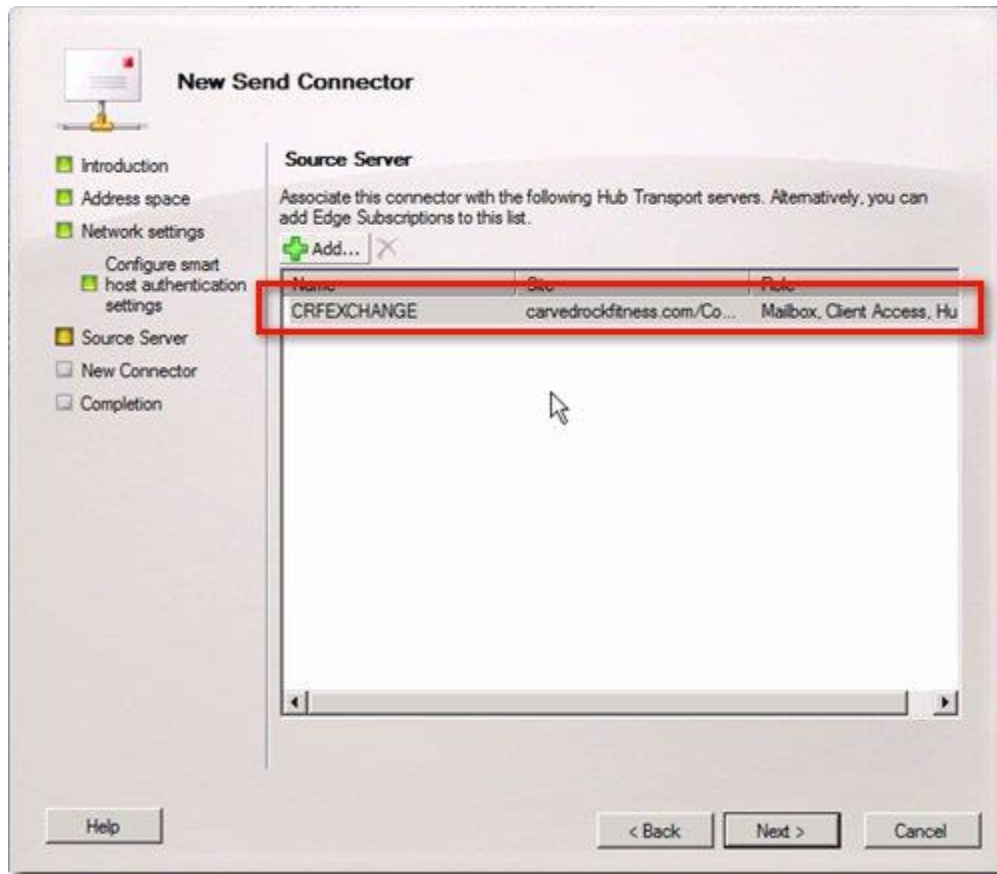 New Send Connector
Introduction
Address space
Network settings
Configure smart
host authentication
settings
Source Server
New Connector
Completion
Source Server
Associate this connector with the following Hub Transport servers. Alternatively, you can
add Edge Subscriptions to this list.
Add...
Name Site Role
CRFEXCHANGE carvedrockfitness.com/Co... Mailbox, Client Access, Hu
Help
< Back
Next >
Cancel